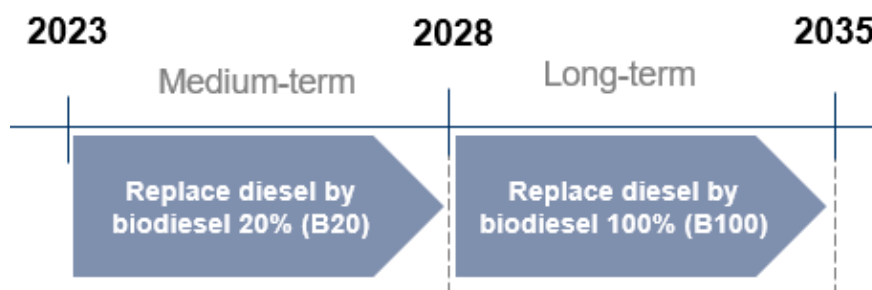 2023
2028
2035
Medium-term
Long-term
Replace diesel by
biodiesel 20% (B20)
Replace diesel by
biodiesel 100% (B100)